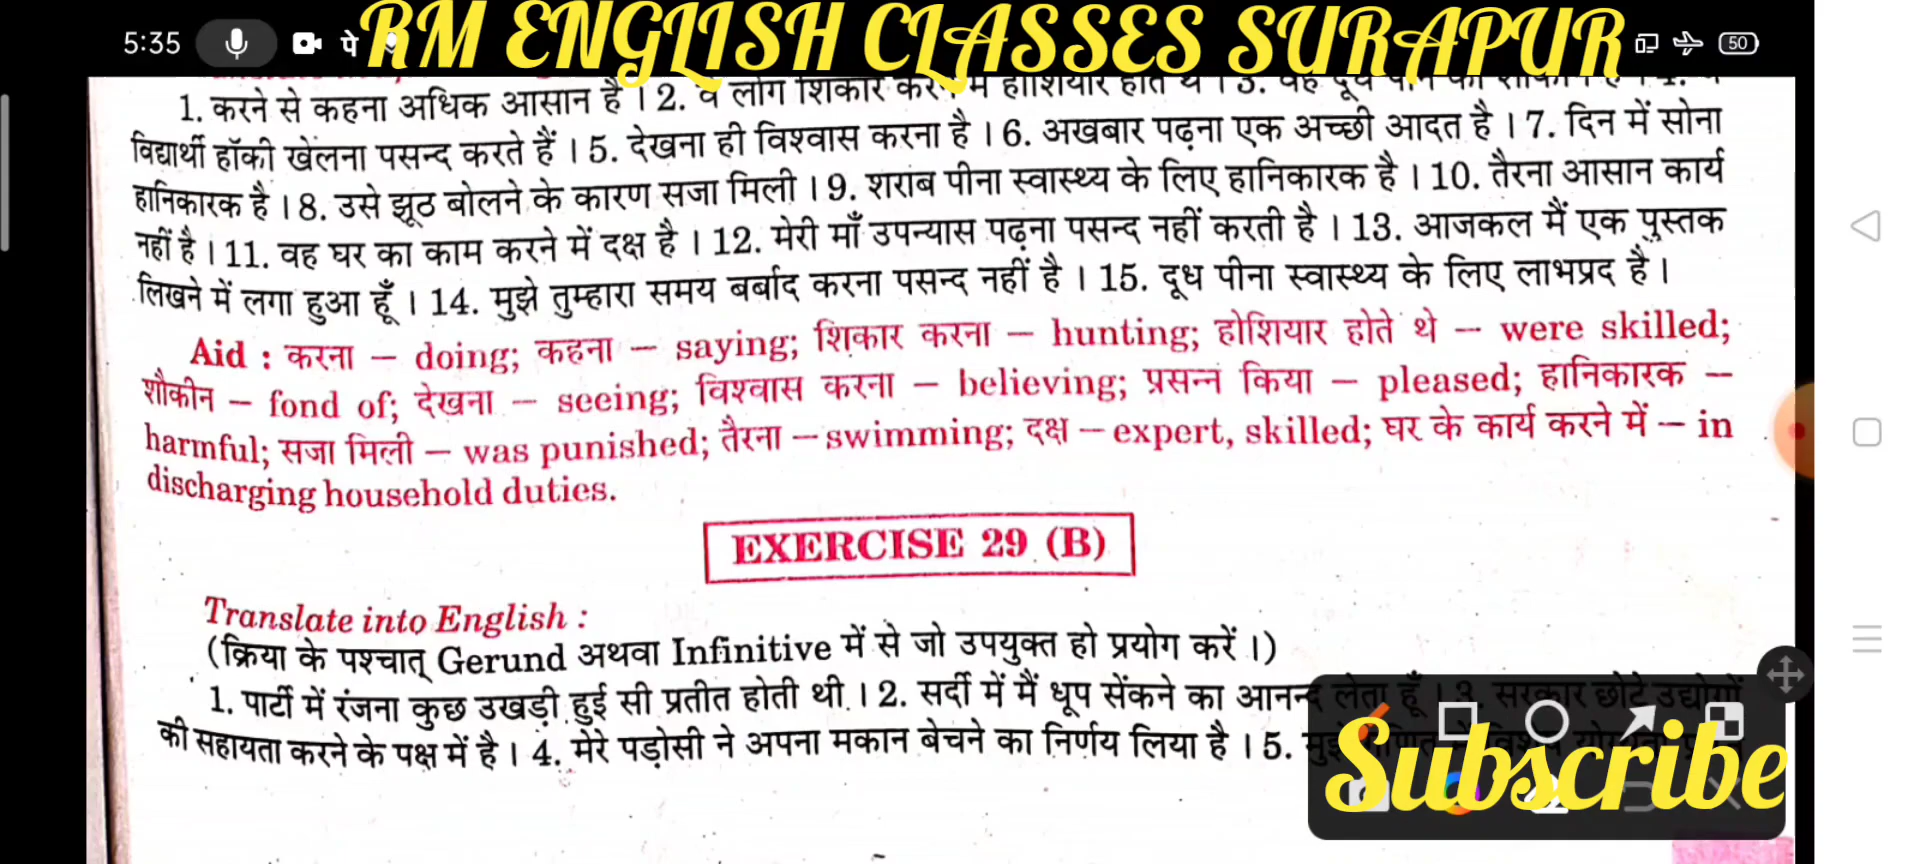 5:35 पे RM ENGLISH CLASSES SURAPUR 50
1. करने से कहना अधिक आसान है । 2. वे लोग शिकार करने में होशियार होते थे । 3. वह दूध पीने का शौकीन है । 4.
विद्यार्थी हॉकी खेलना पसन्द करते हैं । 5. देखना ही विश्वास करना है । 6. अखबार पढ़ना एक अच्छी आदत है । 7. दिन में सोना
हानिकारक है । 8. उसे झूठ बोलने के कारण सजा मिली । 9. शराब पीना स्वास्थ्य के लिए हानिकारक है । 10. तैरना आसान कार्य
नहीं है । 11. वह घर का काम करने में दक्ष है । 12. मेरी माँ उपन्यास पढ़ना पसन्द नहीं करती है । 13. आजकल मैं एक पुस्तक
लिखने में लगा हुआ हूँ । 14. मुझे तुम्हारा समय बर्बाद करना पसन्द नहीं है । 15. दूध पीना स्वास्थ्य के लिए लाभप्रद है ।
Aid : करना – doing; कहना – saying; शिकार करना – hunting; होशियार होते थे – were skilled;
शौकीन – fond of; देखना – seeing; विश्वास करना – believing; प्रसन्न किया – pleased; हानिकारक –
harmful; सजा मिली – was punished; तैरना – swimming; दक्ष – expert, skilled; घर के कार्य करने में – in
discharging household duties.
EXERCISE 29 (B)
Translate into English :
(क्रिया के पश्चात् Gerund अथवा Infinitive में से जो उपयुक्त हो प्रयोग करें ।)
1. पार्टी में रंजना कुछ उखड़ी हुई सी प्रतीत होती थी । 2. सर्दी में मैं धूप सेंकने का आनन्द लेता हूँ । 3. सरकार छोटे उद्योगों
की सहायता करने के पक्ष में है । 4. मेरे पड़ोसी ने अपना मकान बेचने का निर्णय लिया है । 5.
Subscribe